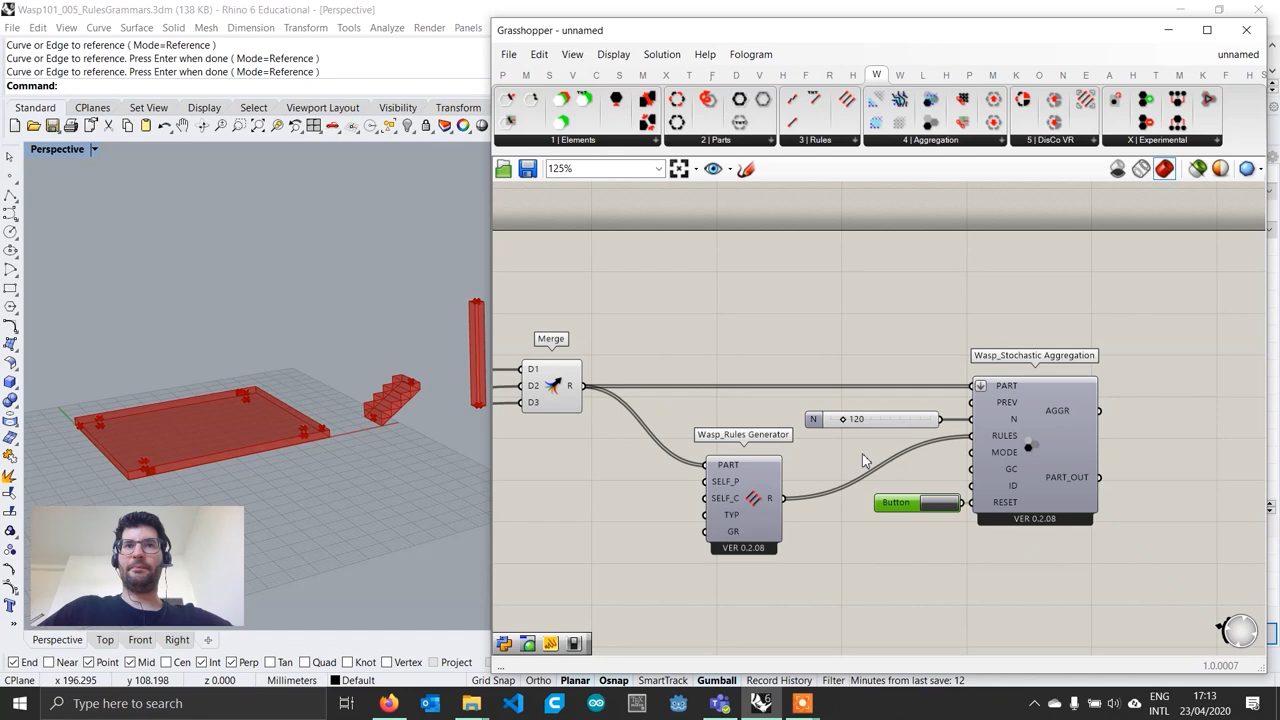 Wasp101_005_RulesGrammars.3dm (138 KB) - Rhino 6 Educational - [Perspective]
File Edit View Curve Surface Solid Mesh Dimension Transform Tools Analyze Render Panels
Curve or Edge to reference ( Mode=Reference )
Curve or Edge to reference. Press Enter when done ( Mode=Reference )
Curve or Edge to reference. Press Enter when done ( Mode=Reference )
Command:
Standard CPlanes Set View Display Select Viewport Layout Visibility Transform
Perspective
Grasshopper - unnamed
File Edit View Display Solution Help Fologram unnamed
P M S V C I S M X T F D V H K W W L H K P M E A H G K H S
1 | Elements 2 | Parts 3 | Rules 4 | Aggregation 5 | DisCo VR X | Experimental
125%
Merge
D1
D2 R
D3
Wasp_Rules Generator
PART
SELF_P
SELF_C R
TYP
GR
VER 0.2.08
N 120
Button
Wasp_Stochastic Aggregation
PART
PREV
AGGR
N
RULES
MODE
GC
PART_OUT
ID
RESET
VER 0.2.08
...
1.0.0007
Perspective Top Front Right
End Near Point Mid Cen Int Perp Tan Quad Knot Vertex Project
CPlane x 196.295 y 108.198 z 0.000 Millimeters Default Grid Snap Ortho Planar Osnap SmartTrack Gumball Record History Filter Minutes from last save: 12
Type here to search
ENG
INTL
17:13
23/04/2020